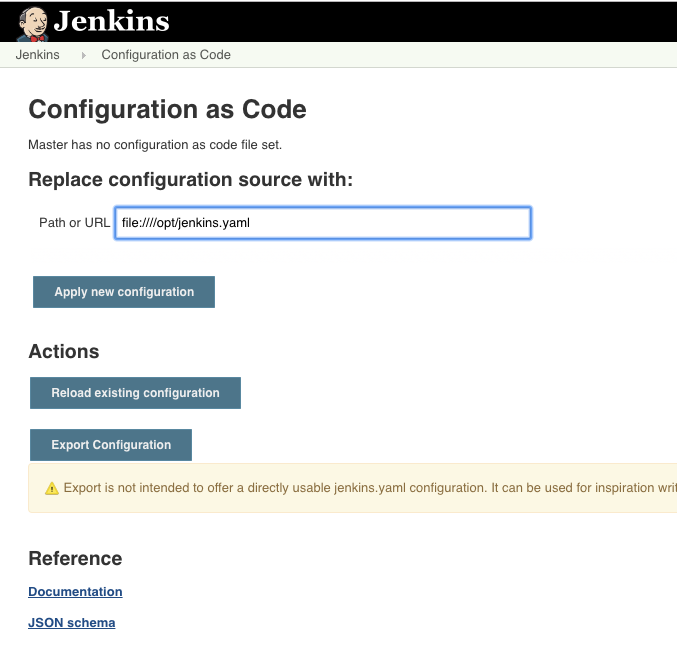 Jenkins
Jenkins Configuration as Code
Configuration as Code
Master has no configuration as code file set.
Replace configuration source with:
Path or URL file:////opt/jenkins.yaml
Apply new configuration
Actions
Reload existing configuration
Export Configuration
Export is not intended to offer a directly usable jenkins.yaml configuration. It can be used for inspiration writ
Reference
Documentation
JSON schema